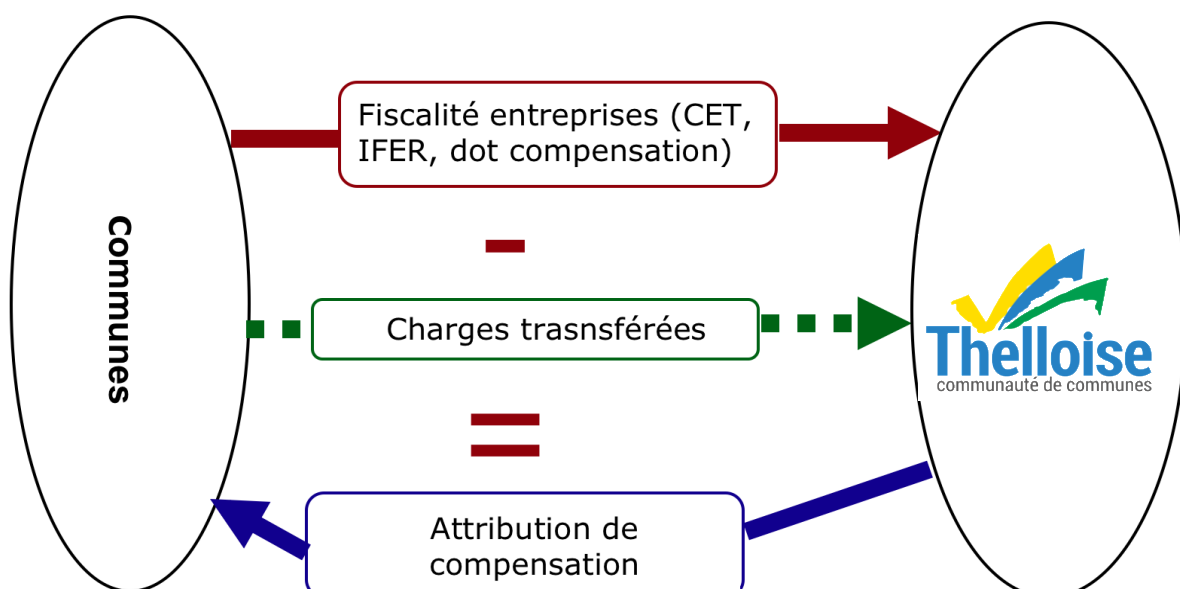 Fiscalité entreprises (CET,
IFER, dot compensation)
Communes
-
Charges trasnsférées
=
Thelloise
communauté de communes
Attribution de
compensation